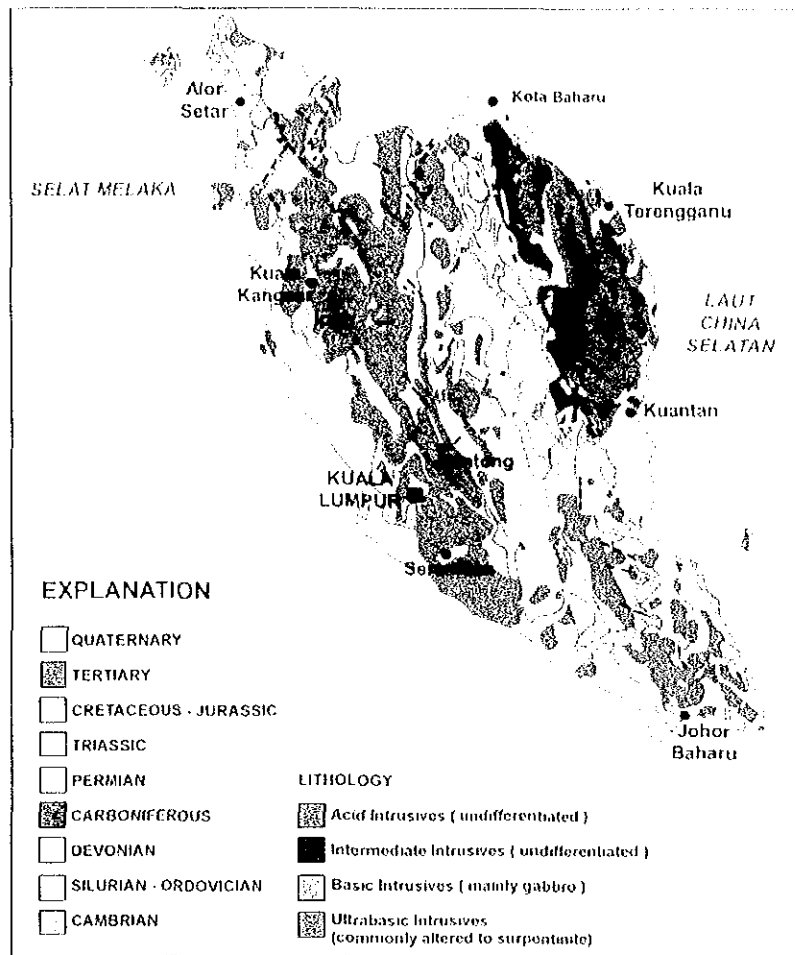 Alor
Setar
Kota Baharu
SELAT MELAKA
Kuala
Terengganu
Kuala
LAUT
CHINA
SELATAN
Kuantan
KUALA
LUMPUR
EXPLANATION
QUATERNARY
TERTIARY
CRETACEOUS - JURASSIC
TRIASSIC
PERMIAN
CARBONIFEROUS
DEVONIAN
SILURIAN - ORDOVICIAN
CAMBRIAN
Johor
Baharu
LITHOLOGY
Acid Intrusives ( undifferentiated )
Intermediate Intrusives ( undifferentiated )
Basic Intrusives ( mainly gabbro )
Ultrabasic Intrusives
(commonly altered to surpentinite)